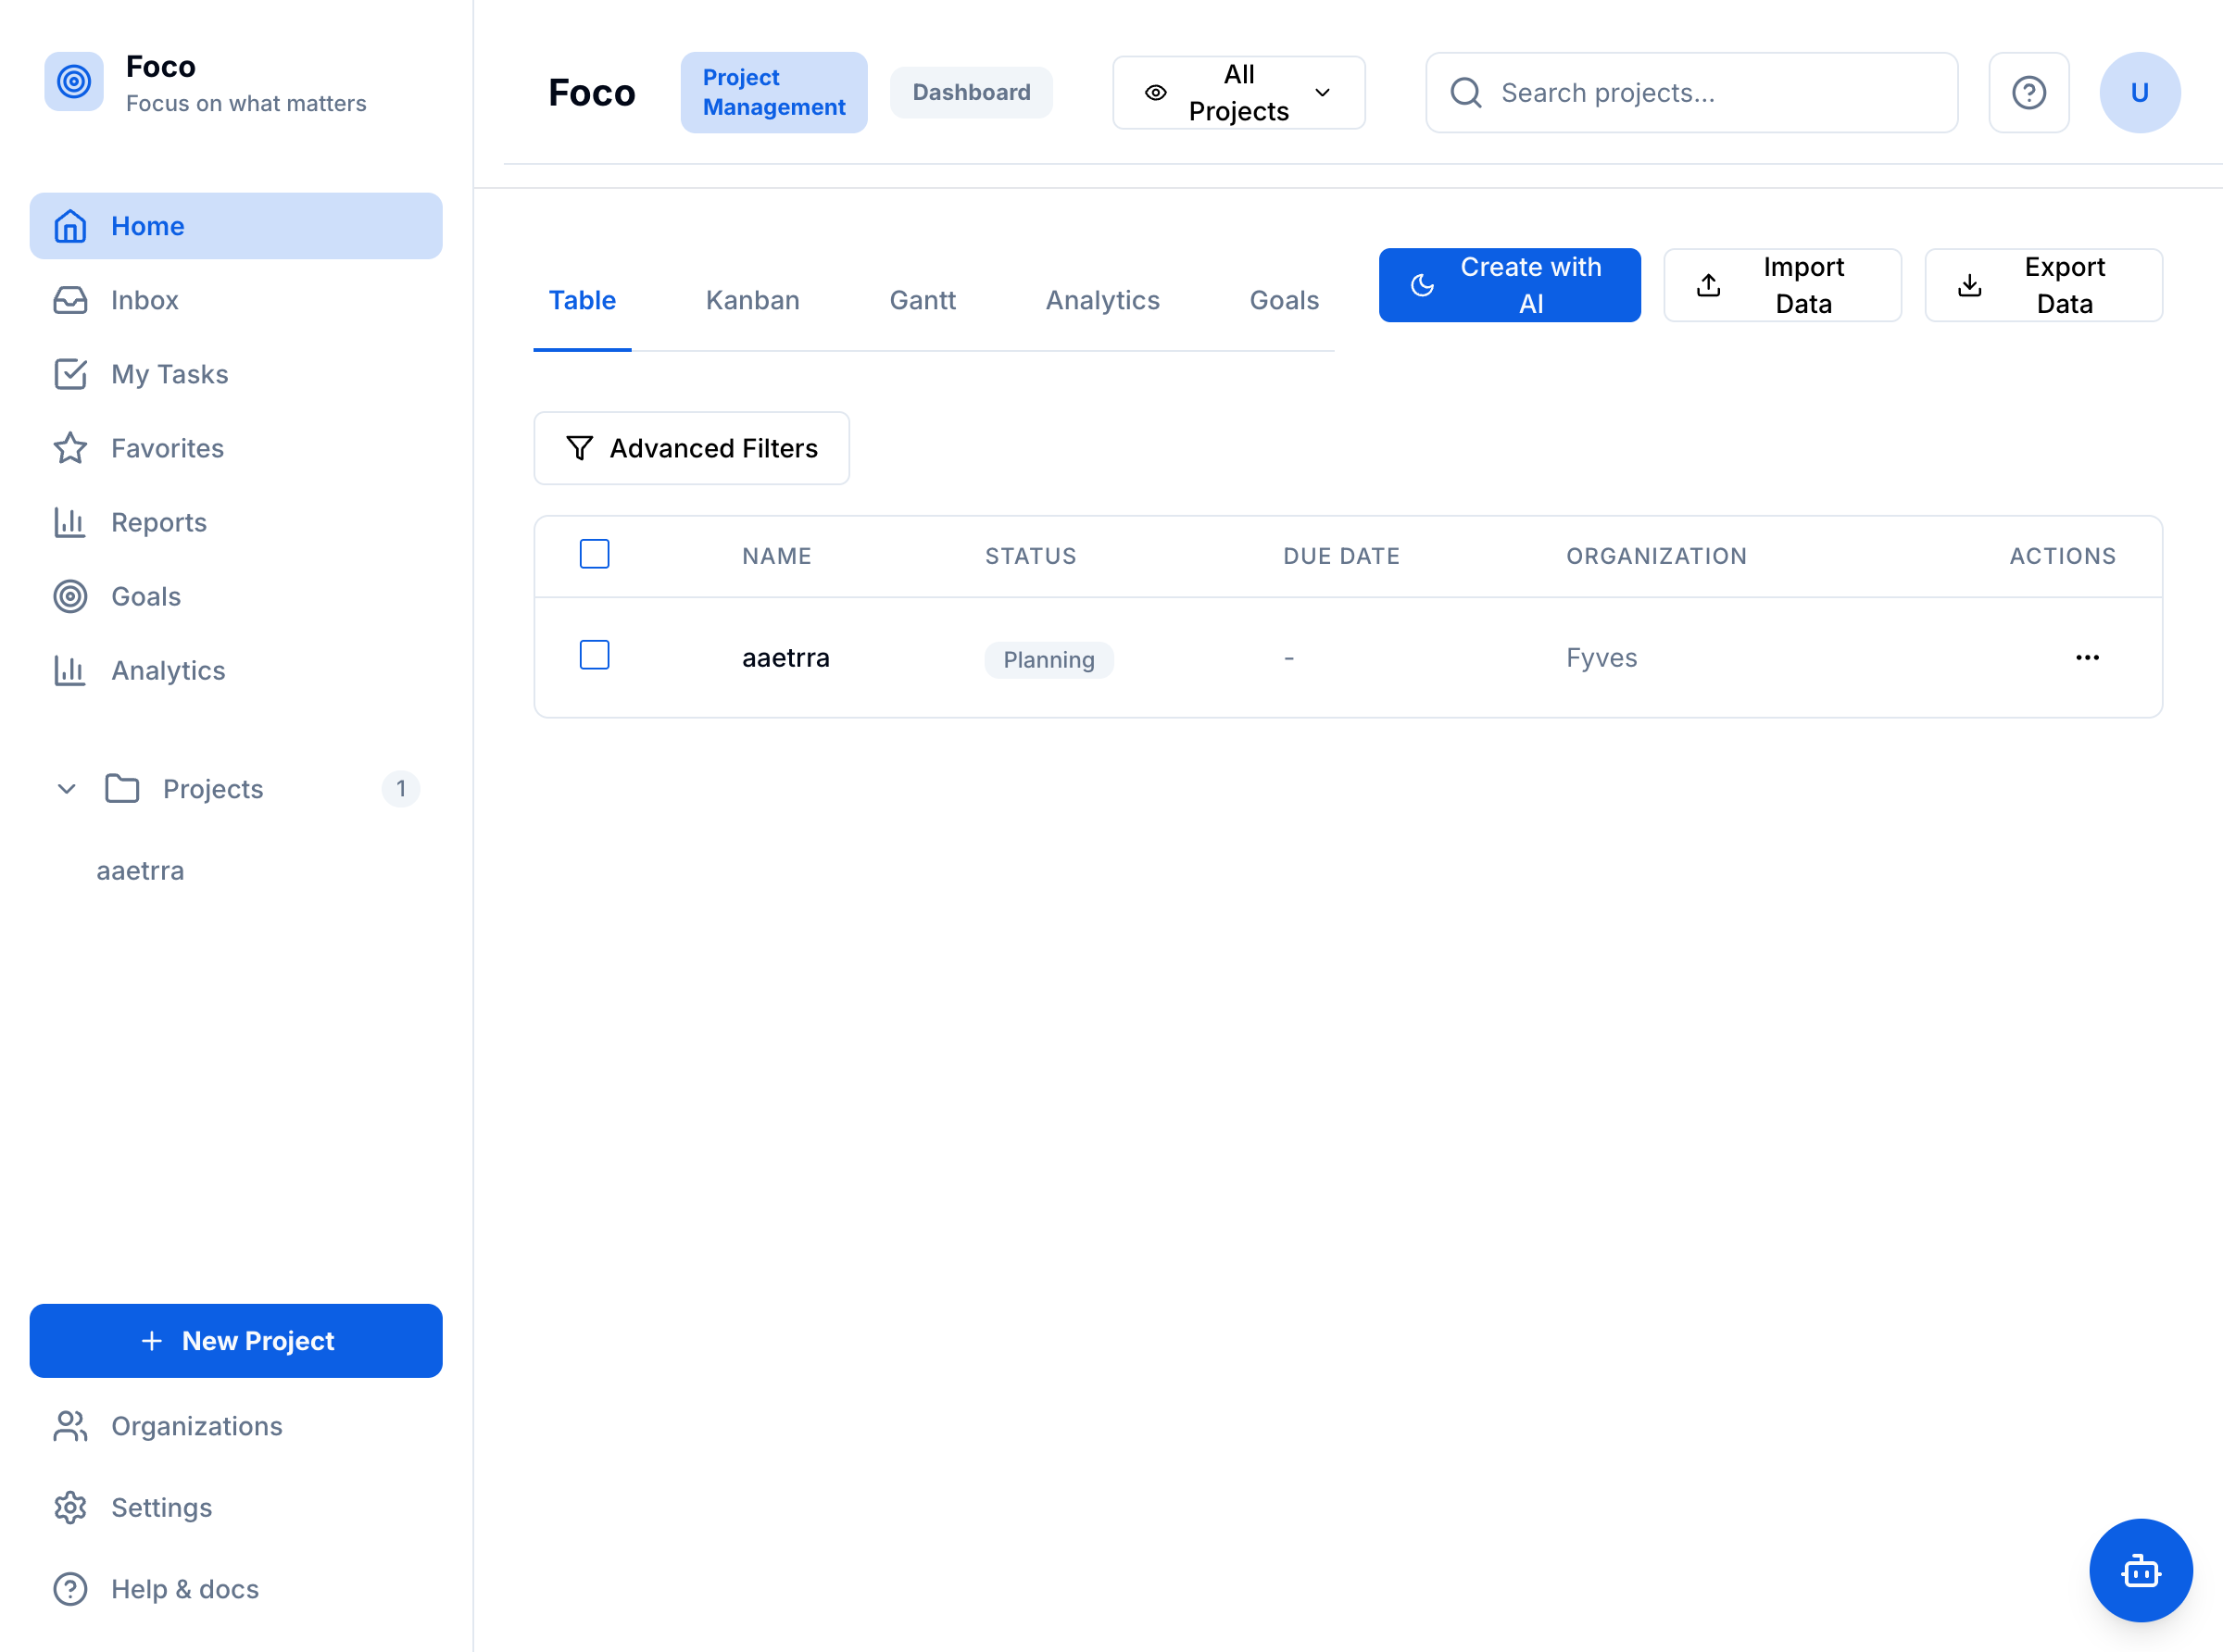 Foco
Focus on what matters
Home
Inbox
My Tasks
Favorites
Reports
Goals
Analytics
Projects 1
aaetrra
New Project
Organizations
Settings
Help & docs
Foco
Project
Management
Dashboard
All
Projects
Search projects...
U
Table Kanban Gantt Analytics Goals
Create with
AI
Import
Data
Export
Data
Advanced Filters
NAME STATUS DUE DATE ORGANIZATION ACTIONS
aaetrra Planning - Fyves ...